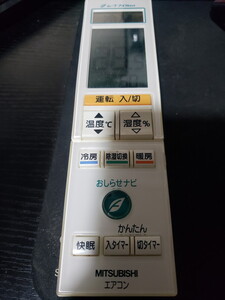 運転 入/切
温度℃ 湿度%
冷房 除湿切換 暖房
おしらせナビ
かんたん
快眠 入タイマー 切タイマー
MITSUBISHI
エアコン